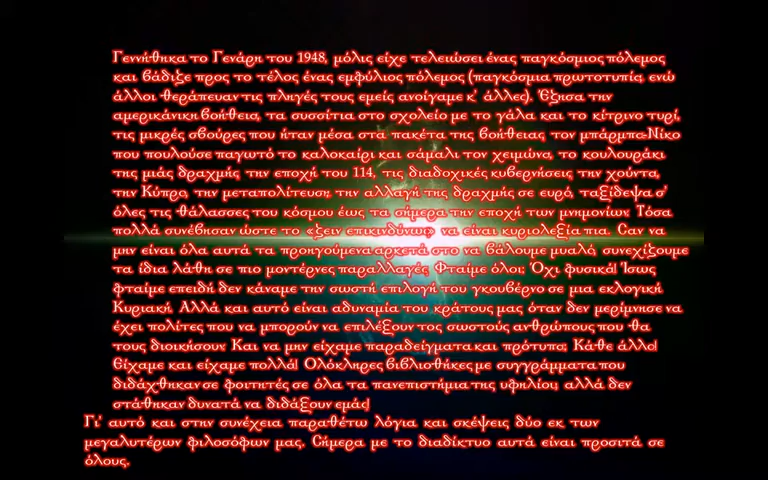 Γεννήθηκα το Γενάρη του 1948, μόλις είχε τελειώσει ένας παγκόσμιος πόλεμος
και βάδιζε προς το τέλος ένας εμφύλιος πόλεμος (παγκόσμια πρωτοτυπία, ενώ
άλλοι θεράπευαν τις πληγές τους εμείς ανοίγαμε κ' άλλες). Έζησα την
αμερικάνικη βοήθεια, τα συσσίτια στο σχολείο με το γάλα και το κίτρινο τυρί,
τις μικρές σβούρες που ήταν μέσα στα πακέτα της βοήθειας, τον μπάρμπα-Νίκο
που πουλούσε παγωτό το καλοκαίρι και σάμαλι τον χειμώνα, το κουλουράκι
της μιάς δραχμής, την εποχή του 114, τις διαδοχικές κυβερνήσεις, την χούντα,
την Κύπρο, την μεταπολίτευση, την αλλαγή της δραχμής σε ευρό, ταξίδεψα σ'
όλες τις θάλασσες του κόσμου έως τα σήμερα την εποχή των μνημονίων. Τόσα
πολλά συνέβησαν ώστε το «ζειν επικινδύνως» να είναι κυριολεξία πια. Σαν να
μην είναι όλα αυτά τα προηγούμενα αρκετά στο να βάλουμε μυαλό, συνεχίζουμε
τα ίδια λάθη σε πιο μοντέρνες παραλλαγές. Φταίμε όλοι; Όχι φυσικά! Ίσως
φταίμε επειδή δεν κάναμε την σωστή επιλογή του γκουβέρνο σε μια εκλογική
Κυριακή. Αλλά και αυτό είναι αδυναμία του κράτους μας όταν δεν μερίμνησε να
έχει πολίτες που να μπορούν να επιλέξουν τος σωστούς ανθρώπους που θα
τους διοικήσουν. Και να μην είχαμε παραδείγματα και πρότυπα; Κάθε άλλο!
Είχαμε και είχαμε πολλά! Ολόκληρες βιβλιοθήκες με συγγράμματα που
διδάχθηκαν σε φοιτητές σε όλα τα πανεπιστήμια της υφηλίου, αλλά δεν
στάθηκαν δυνατά να διδάξουν εμάς!
Γι' αυτό και στην συνέχεια παραθέτω λόγια και σκέψεις δύο εκ των
μεγαλυτέρων φιλοσόφων μας. Σήμερα με το διαδίκτυο αυτά είναι προσιτά σε
όλους.